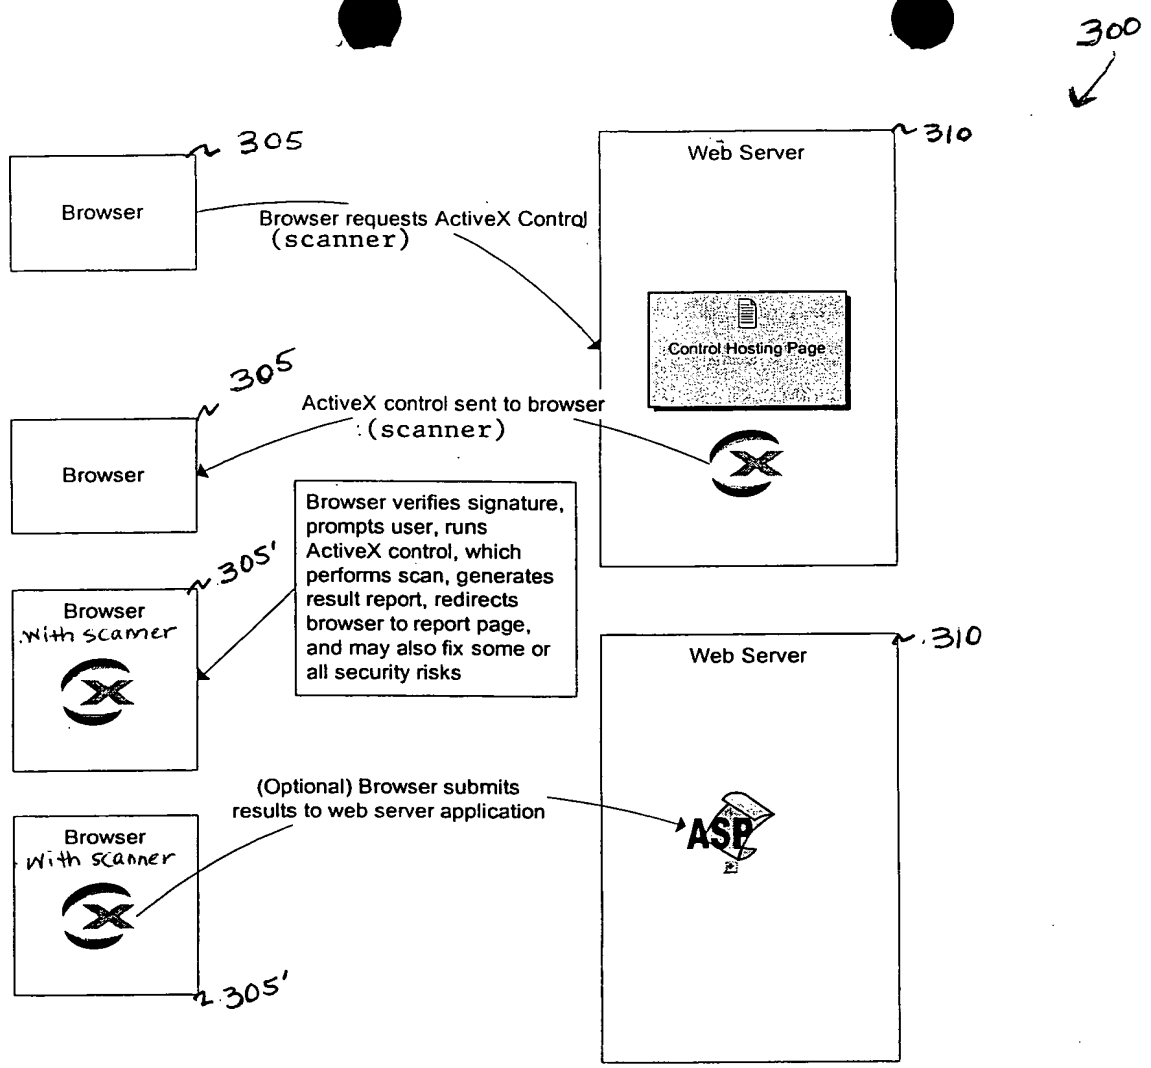 300
305
310
Web Server
Browser
Browser requests ActiveX Control
(scanner)
Control Hosting Page
305
ActiveX control sent to browser
(scanner)
Browser
Browser verifies signature,
prompts user, runs
ActiveX control, which
performs scan, generates
result report, redirects
browser to report page,
and may also fix some or
all security risks
305'
Browser
with scanner
310
Web Server
(Optional) Browser submits
results to web server application
ASP
Browser
with scanner
305'